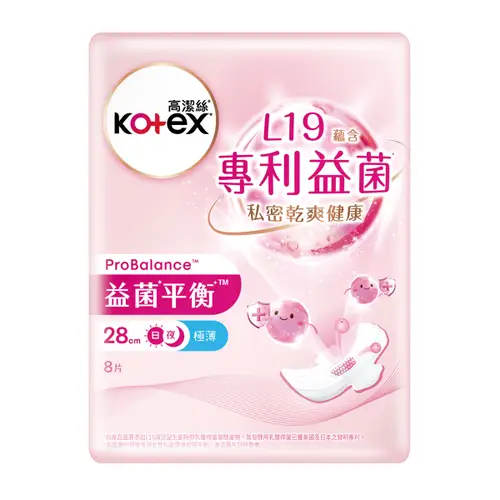 高潔絲®
Kotex
L19 蘊含
專利益菌*
私密乾爽健康
ProBalance™
益菌*平衡+™
28cm 日 夜 極薄
8片